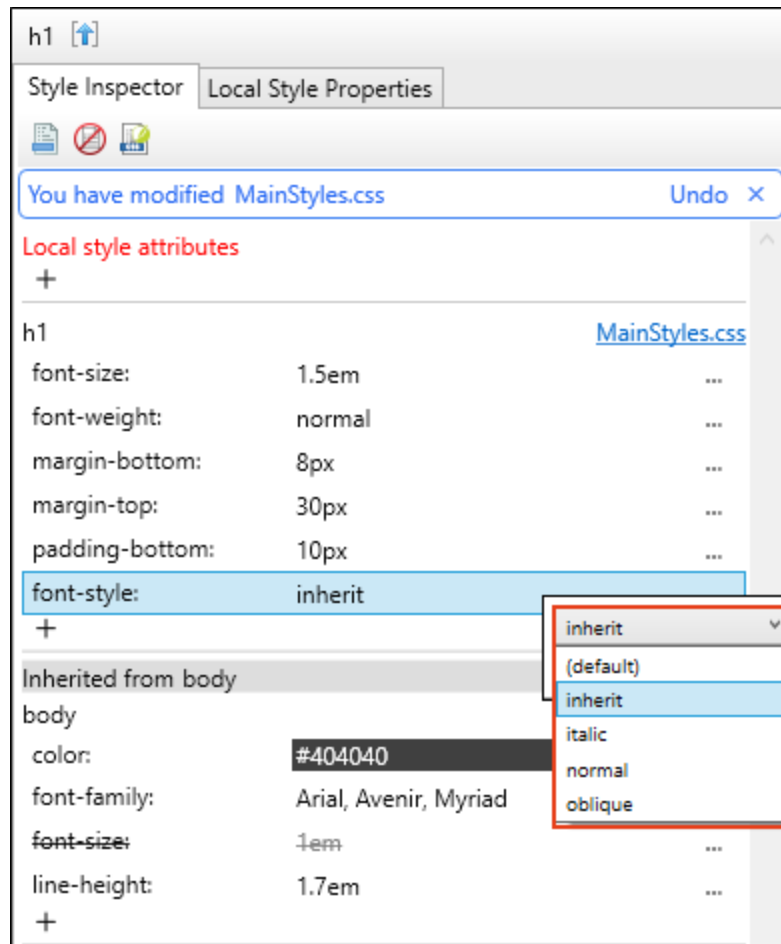 h1
Style Inspector Local Style Properties
You have modified MainStyles.css Undo ×
Local style attributes
+
h1 MainStyles.css
font-size: 1.5em ...
font-weight: normal ...
margin-bottom: 8px ...
margin-top: 30px ...
padding-bottom: 10px ...
font-style: inherit
+
inherit
(default)
inherit
italic
normal
oblique
Inherited from body
body
color: #404040
font-family: Arial, Avenir, Myriad
font-size: 1em ...
line-height: 1.7em ...
+